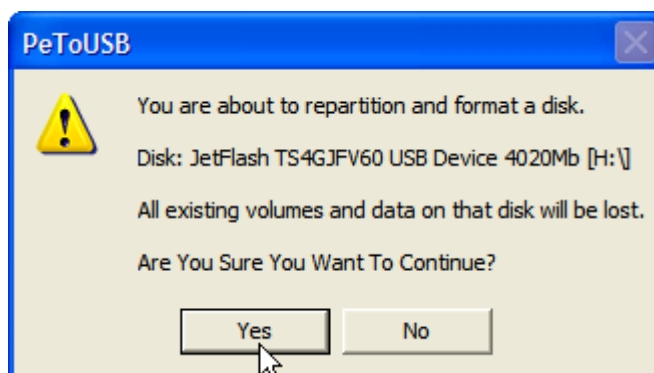 PeToUSB
You are about to repartition and format a disk.
Disk: JetFlash TS4GJFV60 USB Device 4020Mb [H:\]
All existing volumes and data on that disk will be lost.
Are You Sure You Want To Continue?
Yes No